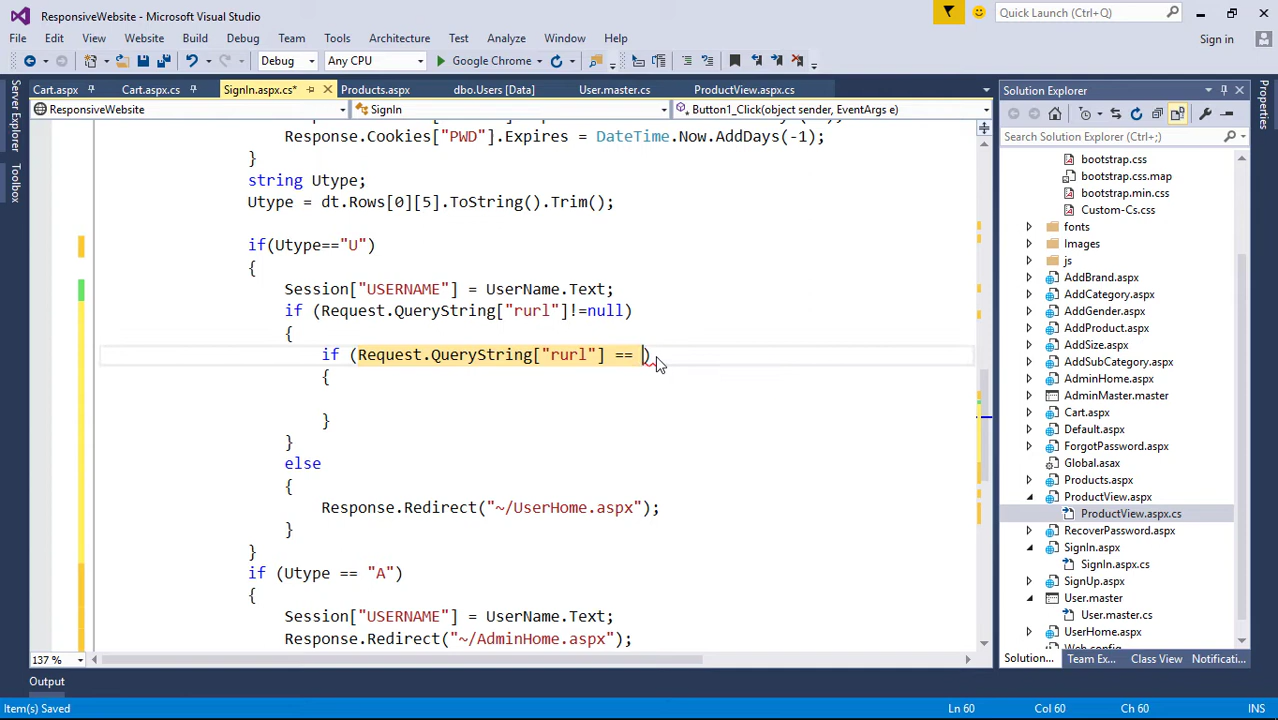 ResponsiveWebsite - Microsoft Visual Studio
Quick Launch (Ctrl+Q)
File Edit View Website Build Debug Team Tools Architecture Test Analyze Window Help
Sign in
Debug Any CPU Google Chrome
Server Explorer
Toolbox
Cart.aspx Cart.aspx.cs SignIn.aspx.cs* Products.aspx dbo.Users [Data] User.master.cs ProductView.aspx.cs
ResponsiveWebsite SignIn Button1_Click(object sender, EventArgs e)
Response.Cookies["PWD"].Expires = DateTime.Now.AddDays(-1);
}
string Utype;
Utype = dt.Rows[0][5].ToString().Trim();
if(Utype=="U")
{
Session["USERNAME"] = UserName.Text;
if (Request.QueryString["rurl"]!=null)
{
if (Request.QueryString["rurl"] == )
{
}
}
else
{
Response.Redirect("~/UserHome.aspx");
}
}
if (Utype == "A")
{
Session["USERNAME"] = UserName.Text;
Response.Redirect("~/AdminHome.aspx");
137 %
Solution Explorer
Search Solution Explorer (Ctrl+;)
bootstrap.css
bootstrap.css.map
bootstrap.min.css
Custom-Cs.css
fonts
Images
js
AddBrand.aspx
AddCategory.aspx
AddGender.aspx
AddProduct.aspx
AddSize.aspx
AddSubCategory.aspx
AdminHome.aspx
AdminMaster.master
Cart.aspx
Default.aspx
ForgotPassword.aspx
Global.asax
Products.aspx
ProductView.aspx
ProductView.aspx.cs
RecoverPassword.aspx
SignIn.aspx
SignIn.aspx.cs
SignUp.aspx
User.master
User.master.cs
UserHome.aspx
Web.config
Solution... Team Ex... Class View Notificati...
Properties
Output
Item(s) Saved Ln 60 Col 60 Ch 60 INS